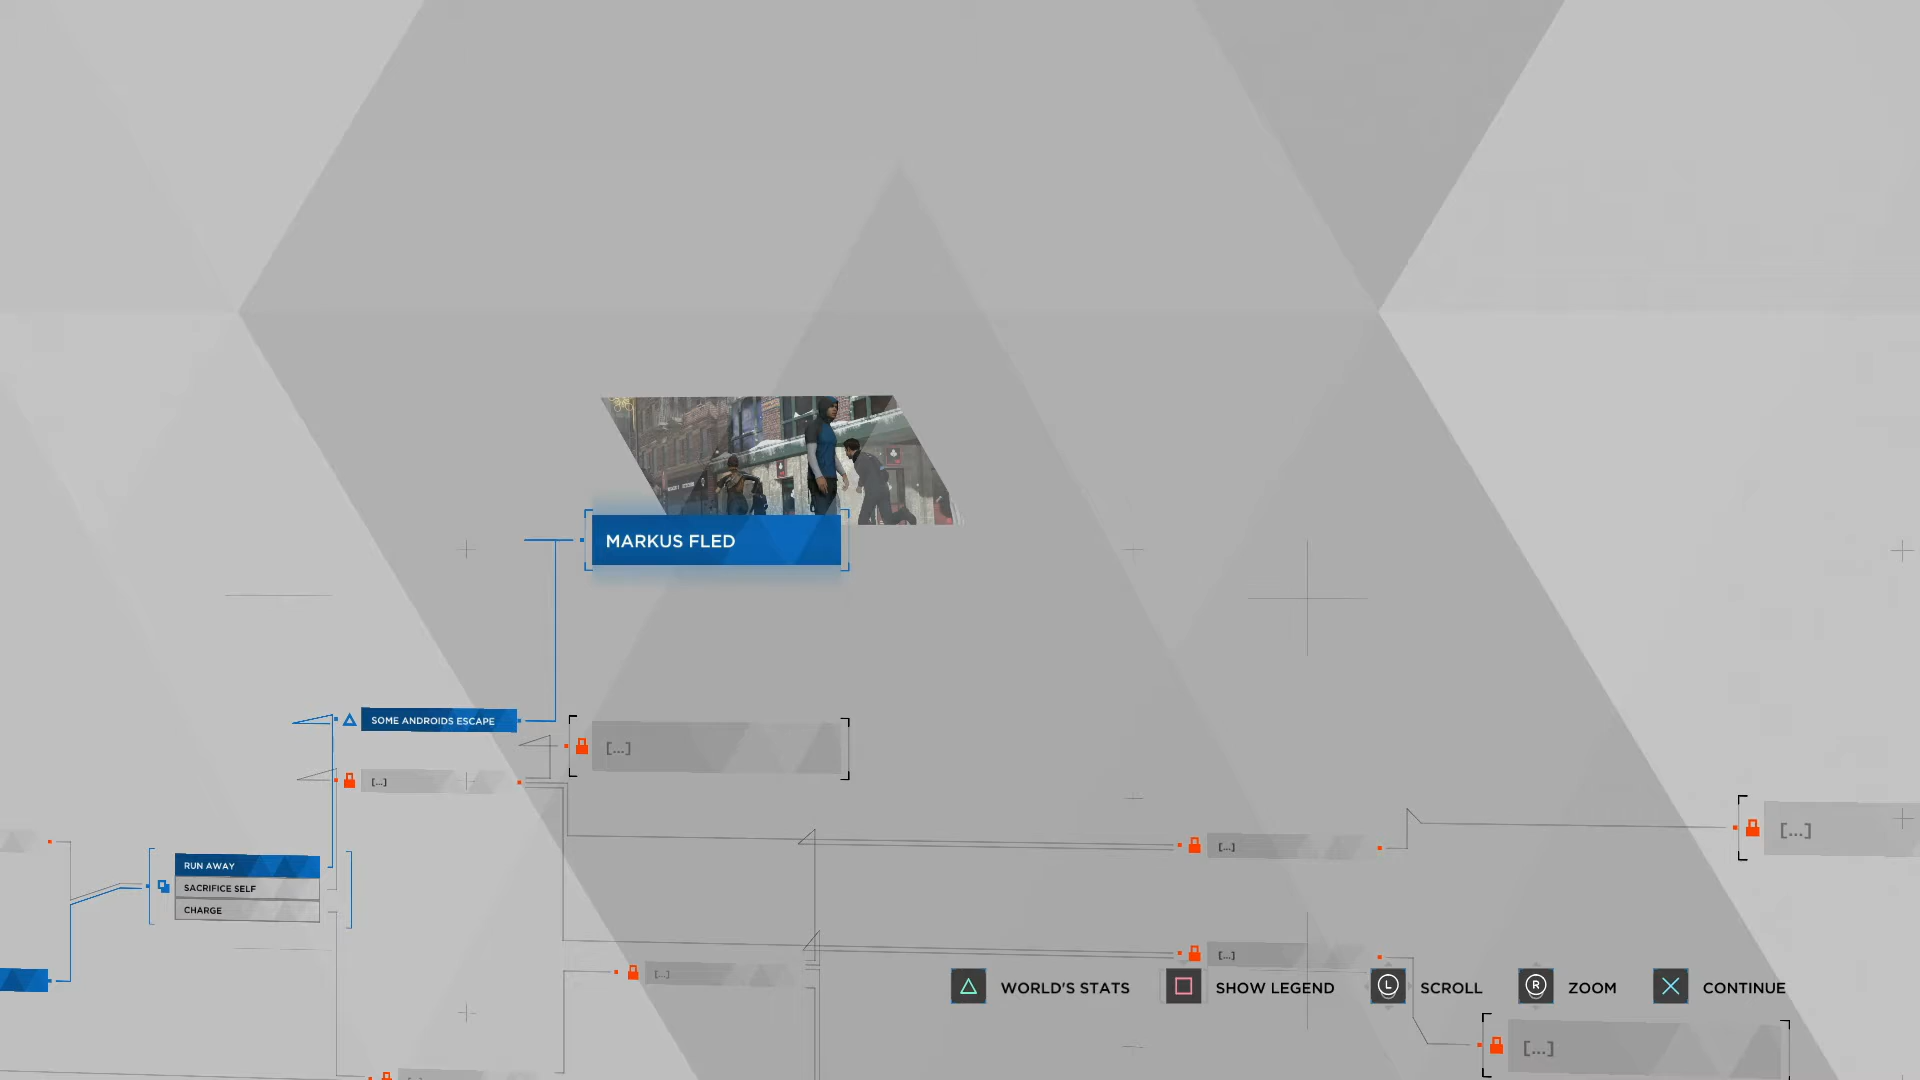 MARKUS FLED
SOME ANDROIDS ESCAPE
[...]
[...]
[...]
[...]
RUN AWAY
SACRIFICE SELF
CHARGE
[...]
[...]
WORLD'S STATS
SHOW LEGEND
SCROLL
ZOOM
CONTINUE
[...]